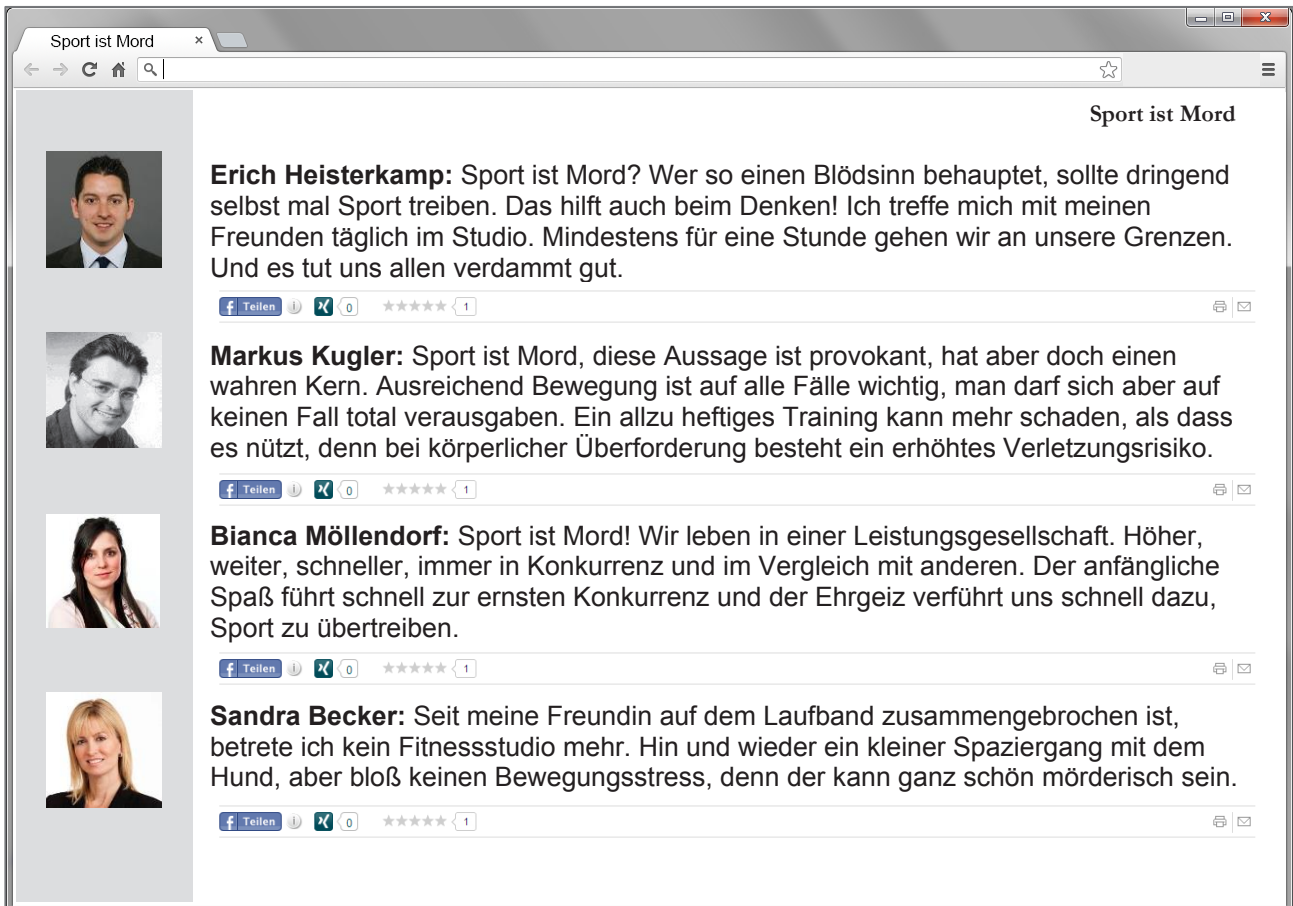 Sport ist Mord
Sport ist Mord
Erich Heisterkamp: Sport ist Mord? Wer so einen Blödsinn behauptet, sollte dringend
selbst mal Sport treiben. Das hilft auch beim Denken! Ich treffe mich mit meinen
Freunden täglich im Studio. Mindestens für eine Stunde gehen wir an unsere Grenzen.
Und es tut uns allen verdammt gut.
f Teilen i 0 1
Markus Kugler: Sport ist Mord, diese Aussage ist provokant, hat aber doch einen
wahren Kern. Ausreichend Bewegung ist auf alle Fälle wichtig, man darf sich aber auf
keinen Fall total verausgaben. Ein allzu heftiges Training kann mehr schaden, als dass
es nützt, denn bei körperlicher Überforderung besteht ein erhöhtes Verletzungsrisiko.
f Teilen i 0 1
Bianca Möllendorf: Sport ist Mord! Wir leben in einer Leistungsgesellschaft. Höher,
weiter, schneller, immer in Konkurrenz und im Vergleich mit anderen. Der anfängliche
Spaß führt schnell zur ernsten Konkurrenz und der Ehrgeiz verführt uns schnell dazu,
Sport zu übertreiben.
f Teilen i 0 1
Sandra Becker: Seit meine Freundin auf dem Laufband zusammengebrochen ist,
betrete ich kein Fitnessstudio mehr. Hin und wieder ein kleiner Spaziergang mit dem
Hund, aber bloß keinen Bewegungsstress, denn der kann ganz schön mörderisch sein.
f Teilen i 0 1